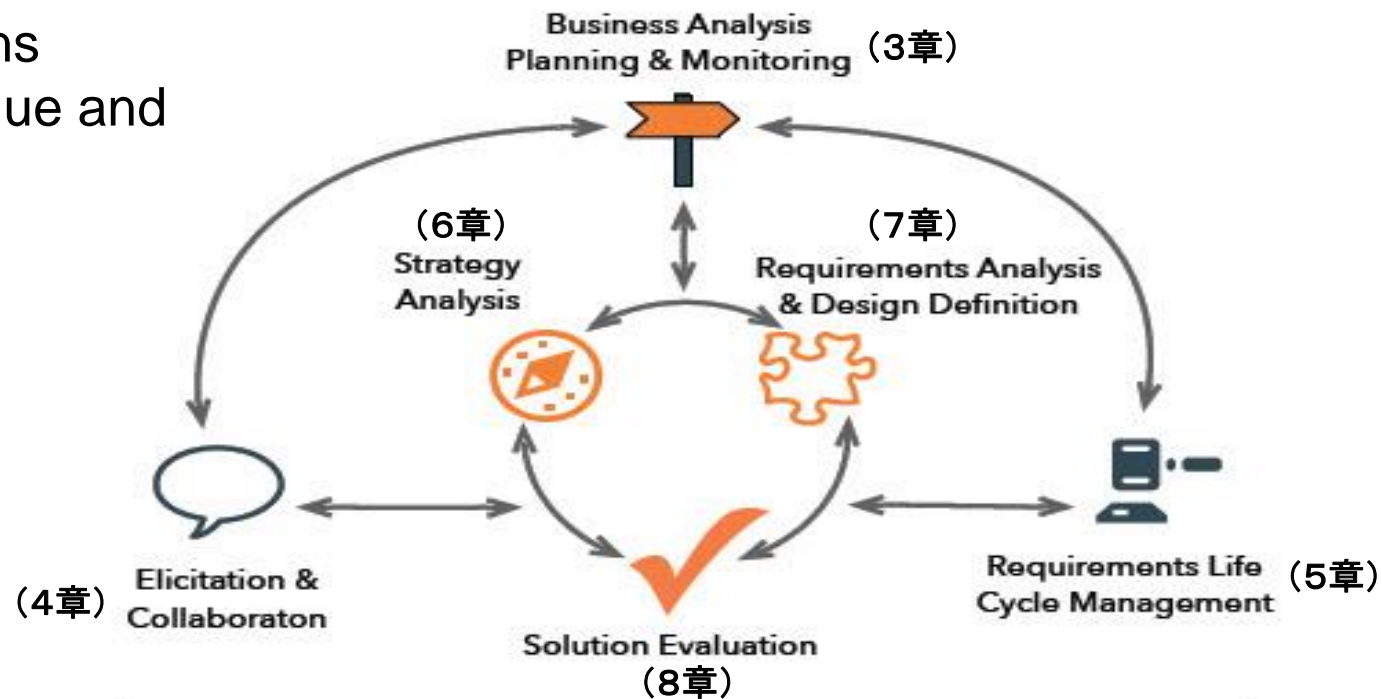 ns
ue and
Business Analysis
Planning & Monitoring （3章）
（6章）
Strategy
Analysis
（7章）
Requirements Analysis
& Design Definition
Elicitation &
Collaboraton
（4章）
Requirements Life
Cycle Management
（5章）
Solution Evaluation
（8章）